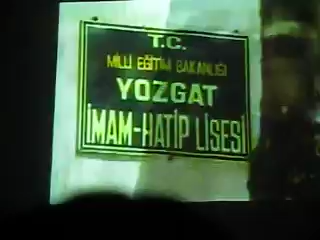 T.C.
MİLLİ EĞİTİM BAKANLIĞI
YOZGAT
İMAM-HATİP LİSESİ